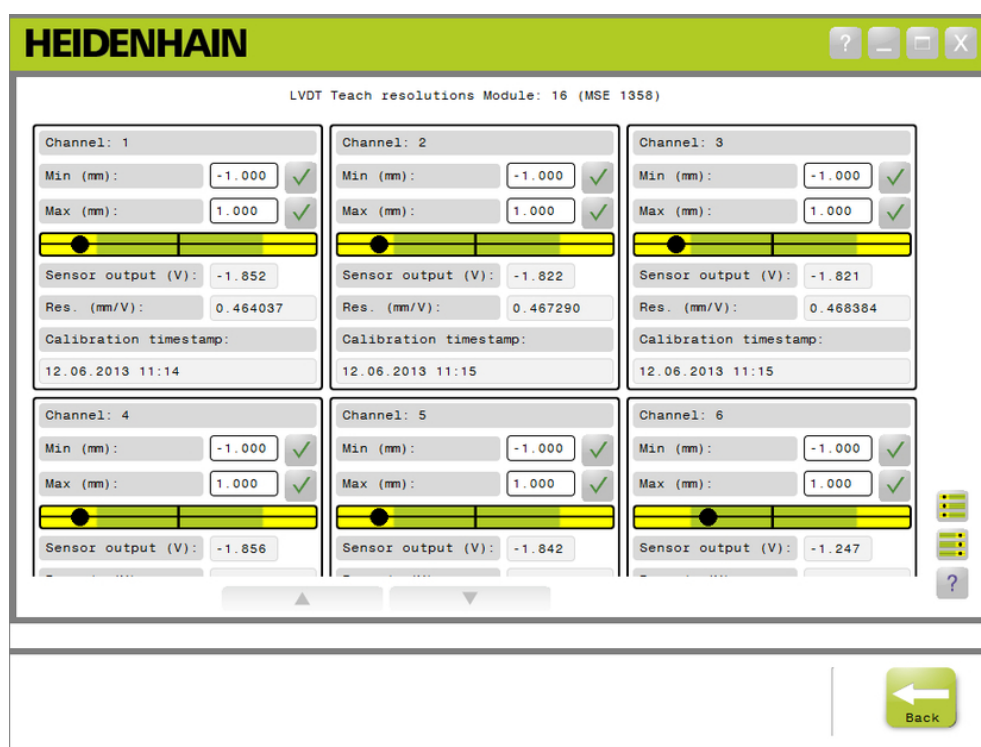 HEIDENHAIN
? _ X
LVDT Teach resolutions Module: 16 (MSE 1358)
Channel: 1
Min (mm): -1.000
Max (mm): 1.000
Sensor output (V): -1.852
Res. (mm/V): 0.464037
Calibration timestamp:
12.06.2013 11:14
Channel: 2
Min (mm): -1.000
Max (mm): 1.000
Sensor output (V): -1.822
Res. (mm/V): 0.467290
Calibration timestamp:
12.06.2013 11:15
Channel: 3
Min (mm): -1.000
Max (mm): 1.000
Sensor output (V): -1.821
Res. (mm/V): 0.468384
Calibration timestamp:
12.06.2013 11:15
Channel: 4
Min (mm): -1.000
Max (mm): 1.000
Sensor output (V): -1.856
Channel: 5
Min (mm): -1.000
Max (mm): 1.000
Sensor output (V): -1.842
Channel: 6
Min (mm): -1.000
Max (mm): 1.000
Sensor output (V): -1.247
?
Back